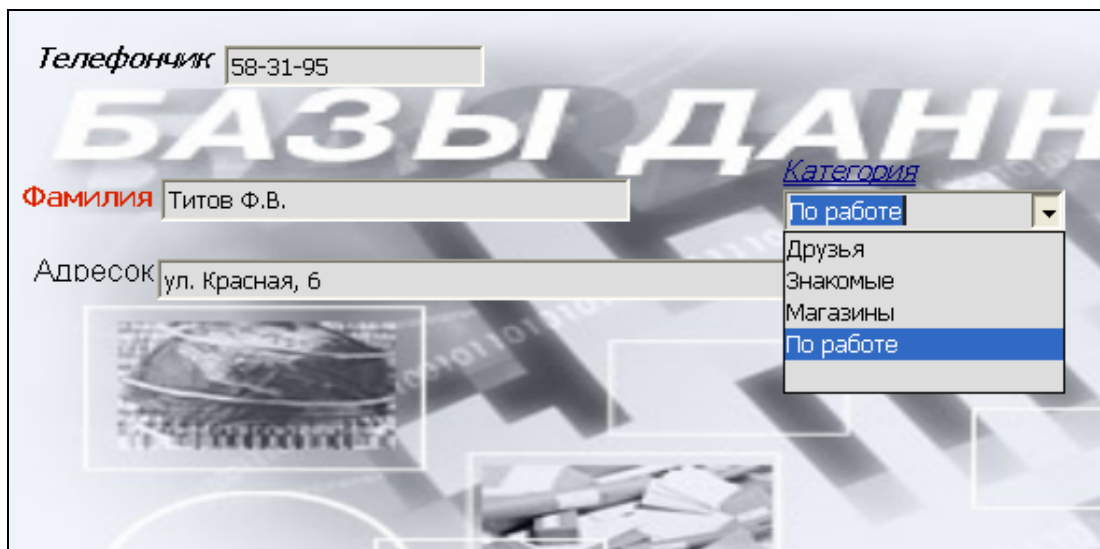 Телефончик 58-31-95
БАЗЫ ДАНН
Категория
Фамилия Титов Ф.В.
По работе
Адресок ул. Красная, 6
Друзья
Знакомые
Магазины
По работе